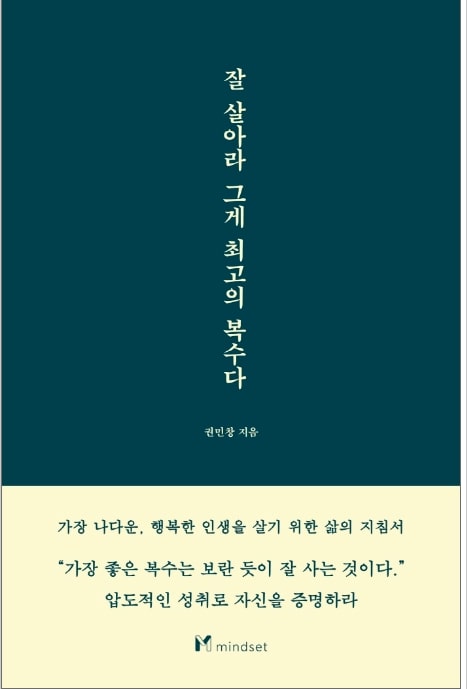 잘 살아라 그게 최고의 복수다
권민창 지음
가장 나다운, 행복한 인생을 살기 위한 삶의 지침서
“가장 좋은 복수는 보란 듯이 잘 사는 것이다.”
압도적인 성취로 자신을 증명하라
mindset